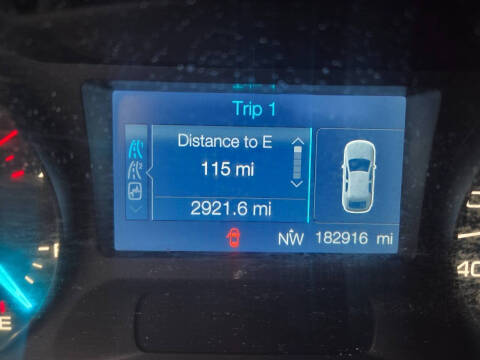 Trip 1
Distance to E
115 mi
2921.6 mi
NW 182916 mi
E
40